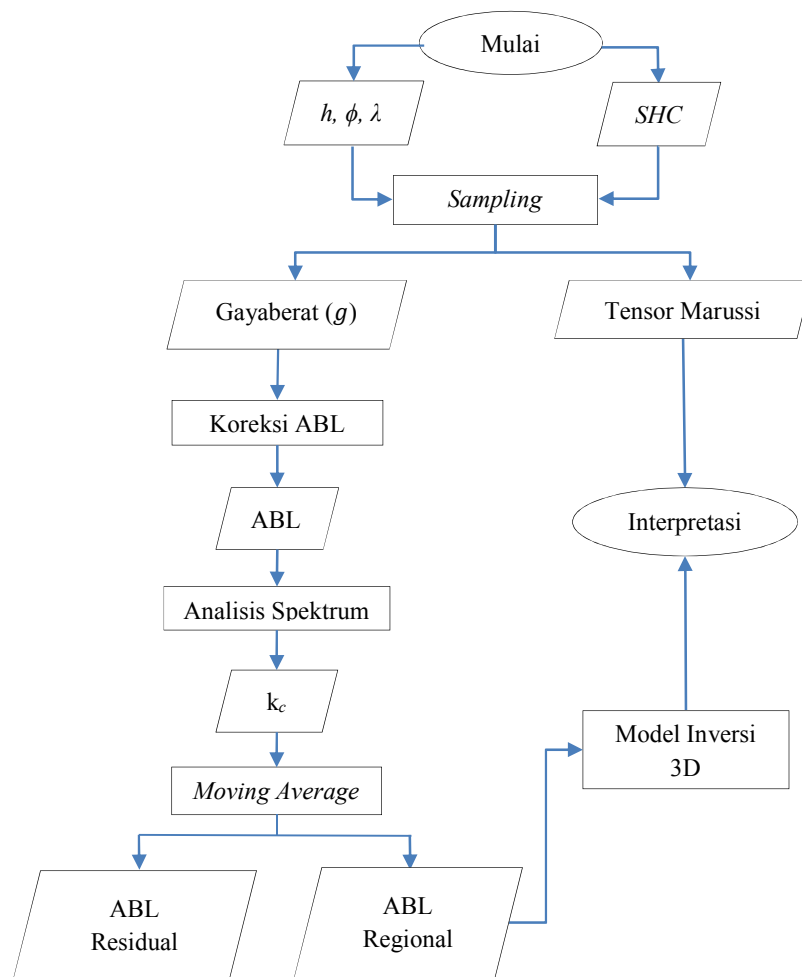 Mulai
h, ϕ, λ
SHC
Sampling
Gayaberat (g)
Tensor Marussi
Koreksi ABL
ABL
Interpretasi
Analisis Spektrum
k_c
Model Inversi
3D
Moving Average
ABL
Residual
ABL
Regional